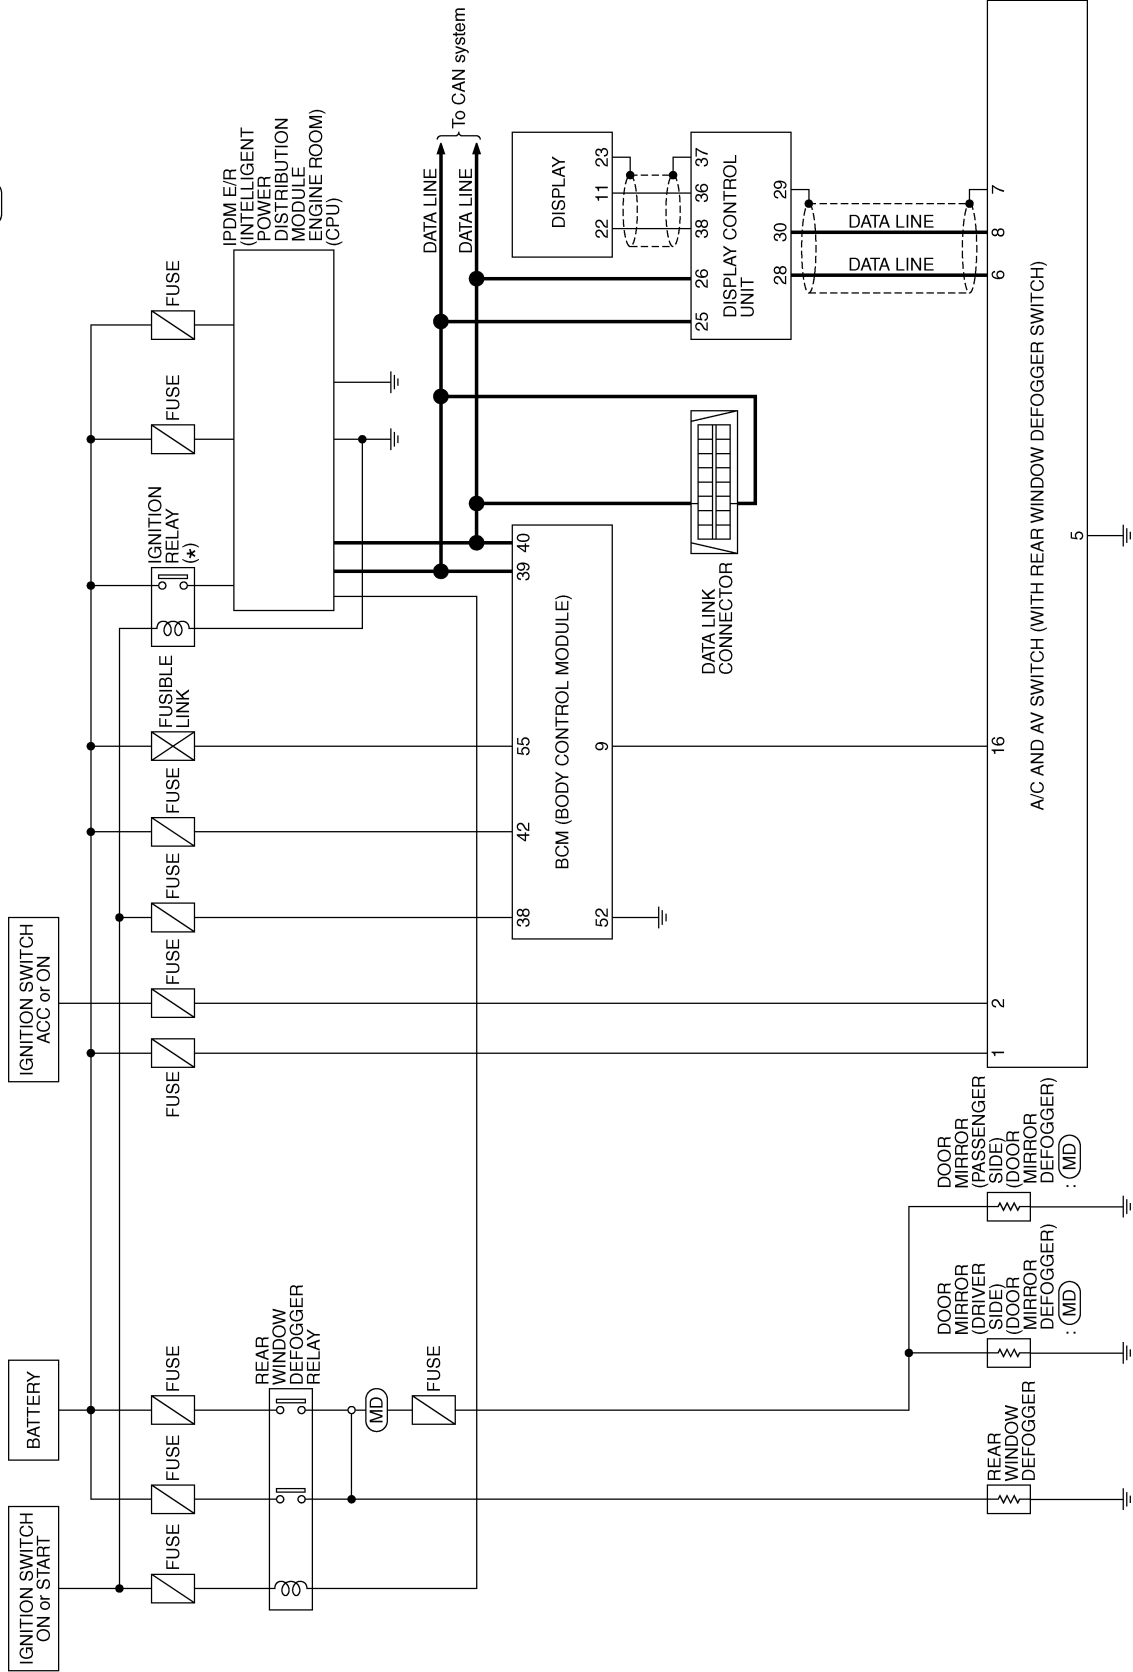 IGNITION SWITCH
ON or START
BATTERY
IGNITION SWITCH
ACC or ON
FUSE
FUSE
FUSE
FUSE
FUSE
FUSE
FUSE
FUSIBLE
LINK
IGNITION
RELAY
(*)
FUSE
FUSE
REAR
WINDOW
DEFOGGER
RELAY
IPDM E/R
(INTELLIGENT
POWER
DISTRIBUTION
MODULE
ENGINE ROOM)
(CPU)
MD
FUSE
DATA LINE
DATA LINE
To CAN system
38
42
55
39
40
BCM (BODY CONTROL MODULE)
52
9
DISPLAY
22
11
23
DATA LINK
CONNECTOR
25
26
38
36
37
DISPLAY CONTROL
UNIT
28
30
29
DATA LINE
DATA LINE
REAR
WINDOW
DEFOGGER
DOOR
MIRROR
(DRIVER
SIDE)
(DOOR
MIRROR
DEFOGGER)
: MD
DOOR
MIRROR
(PASSENGER
SIDE)
(DOOR
MIRROR
DEFOGGER)
: MD
1
2
16
6
8
7
A/C AND AV SWITCH (WITH REAR WINDOW DEFOGGER SWITCH)
5